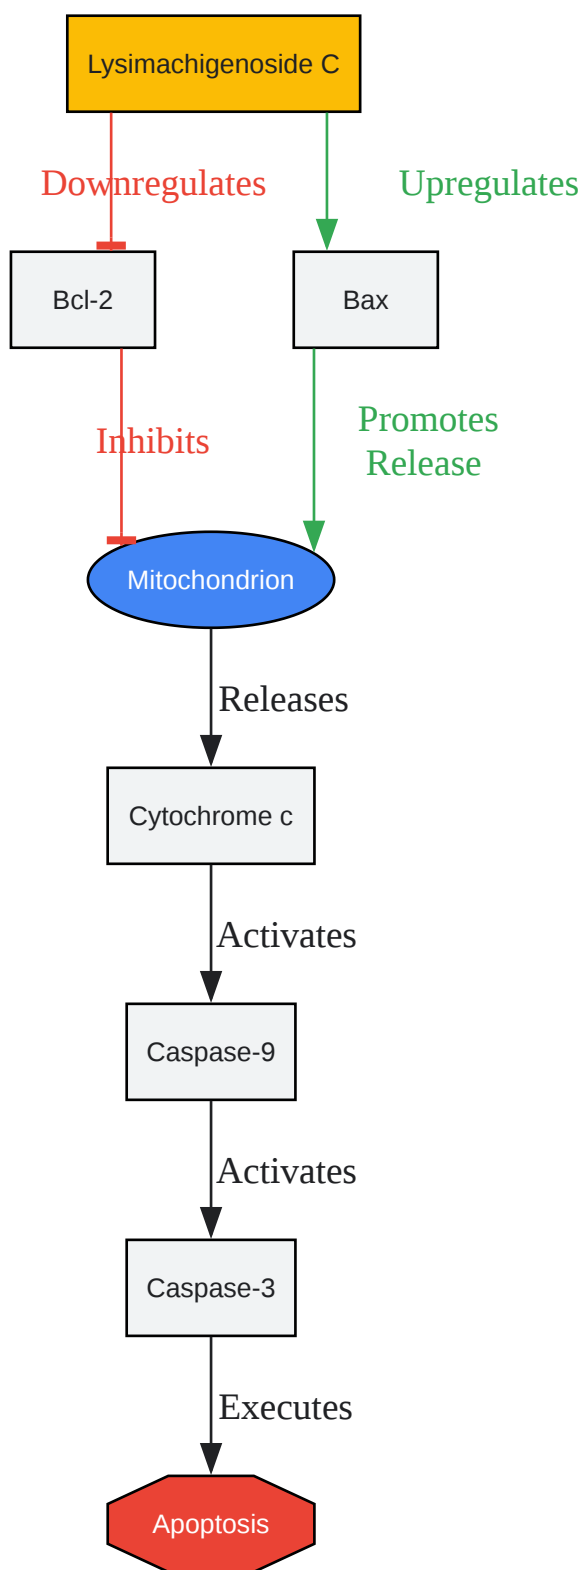 Lysimachigenoside C
Downregulates
Upregulates
Bcl-2
Bax
Inhibits
Promotes
Release
Mitochondrion
Releases
Cytochrome c
Activates
Caspase-9
Activates
Caspase-3
Executes
Apoptosis